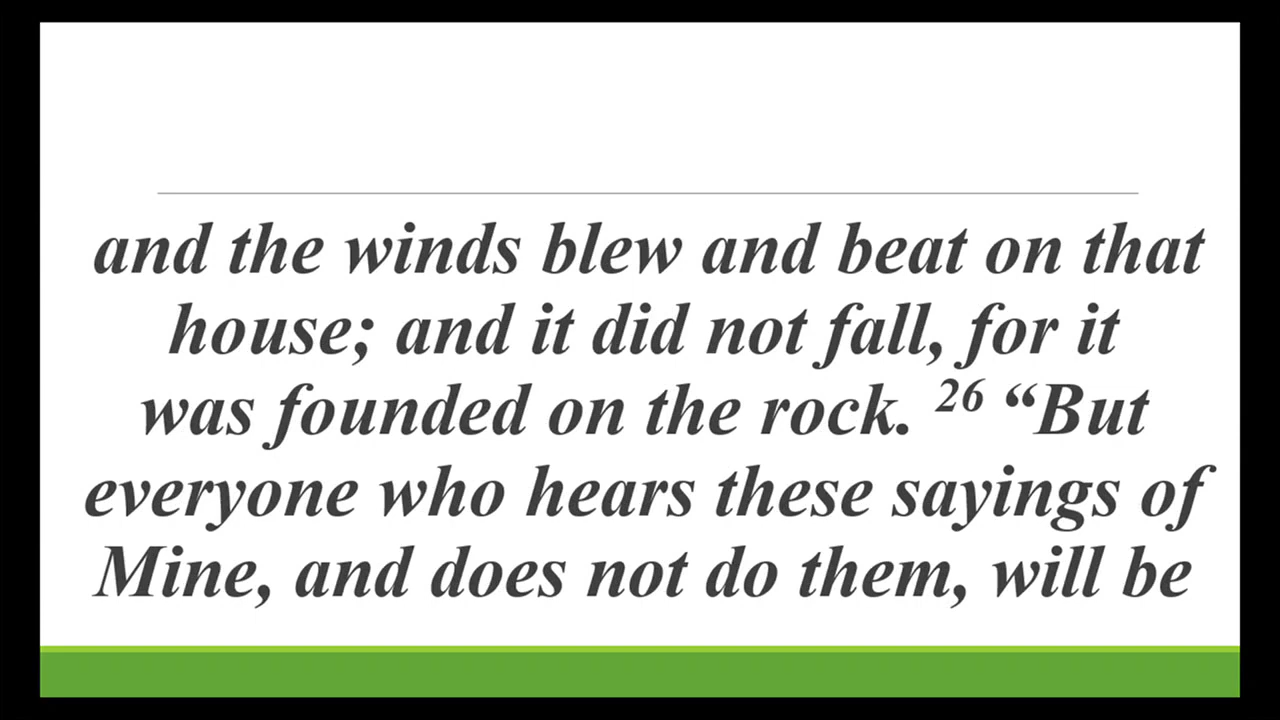 and the winds blew and beat on that
house; and it did not fall, for it
was founded on the rock. 26 “But
everyone who hears these sayings of
Mine, and does not do them, will be